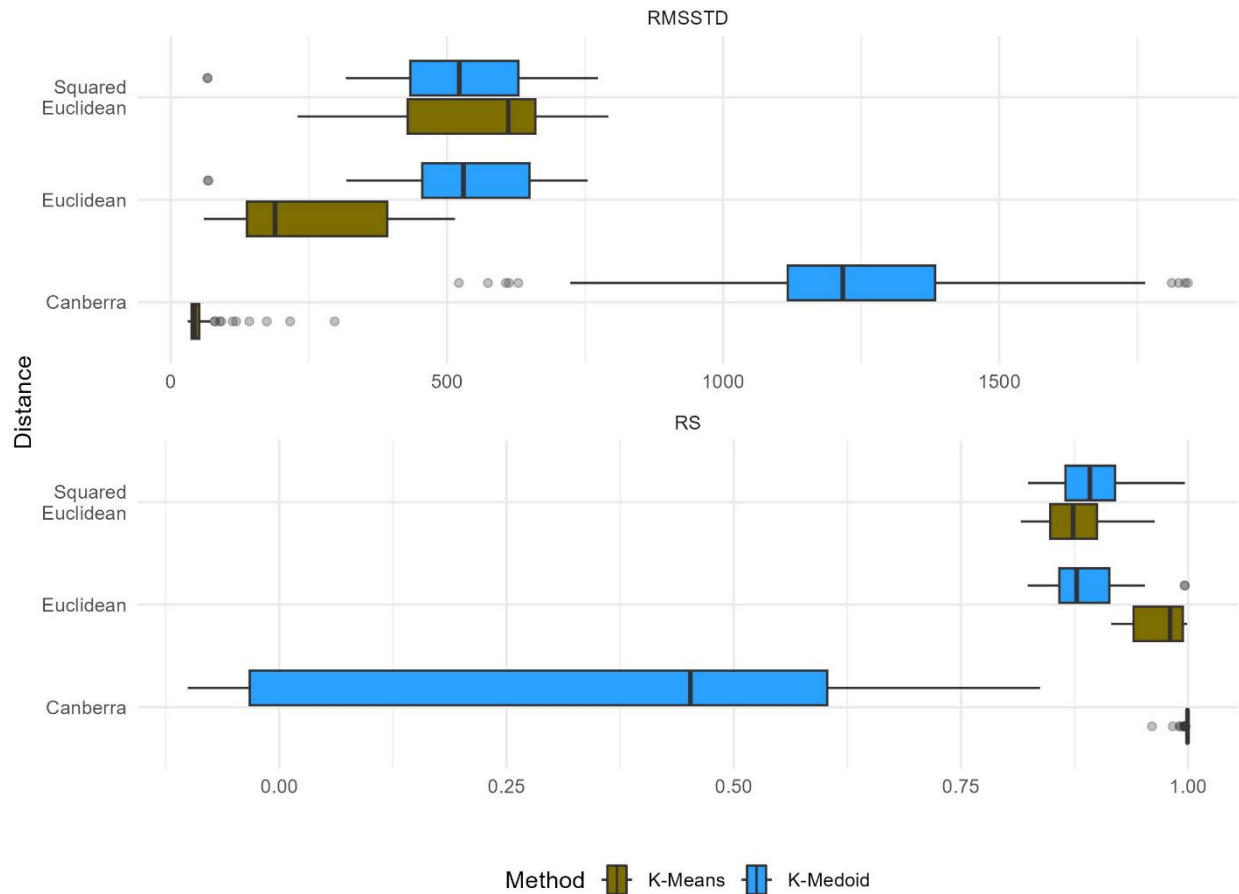 RMSSTD
Squared
Euclidean
Euclidean
Canberra
0 500 1000 1500
Distance
RS
Squared
Euclidean
Euclidean
Canberra
0.00 0.25 0.50 0.75 1.00
Method K-Means K-Medoid